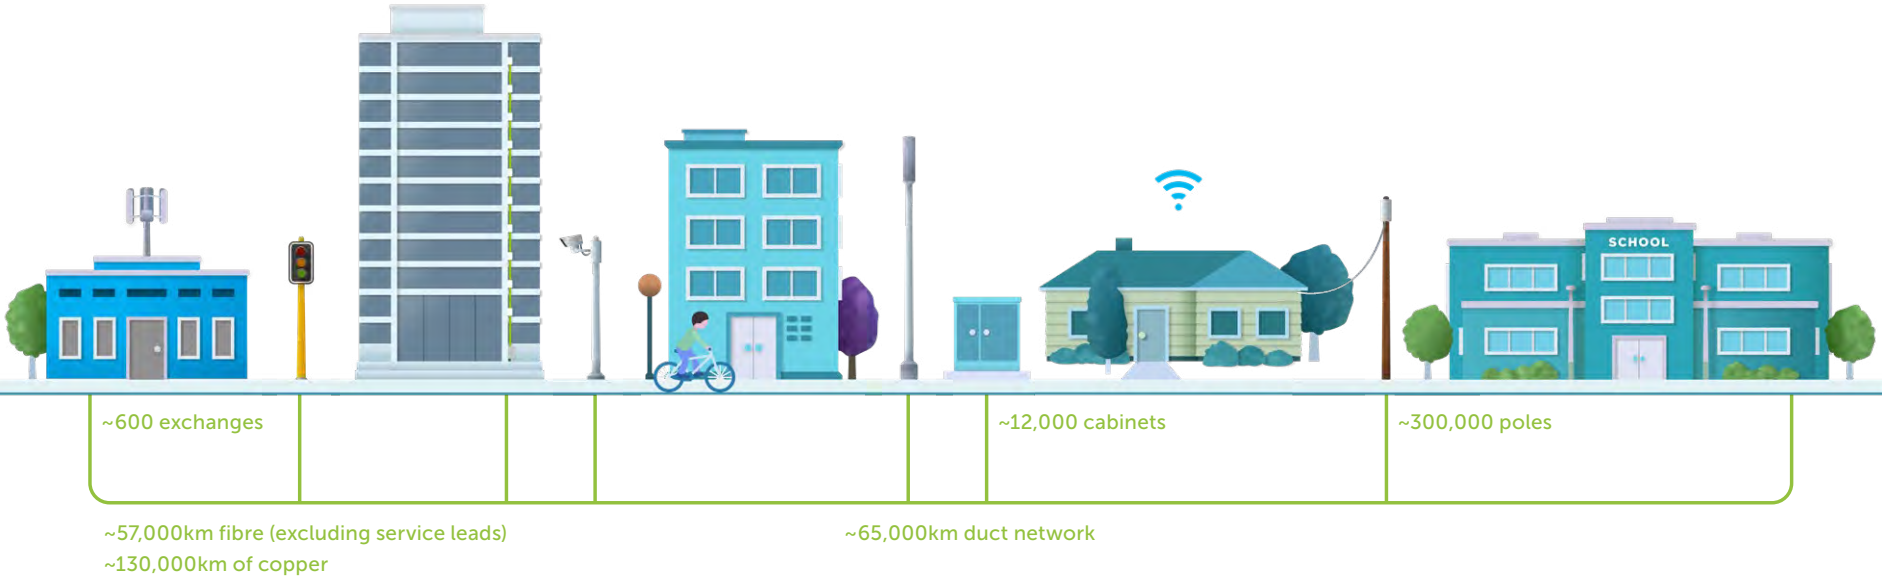 SCHOOL
~600 exchanges
~12,000 cabinets
~300,000 poles
~57,000km fibre (excluding service leads)
~65,000km duct network
~130,000km of copper